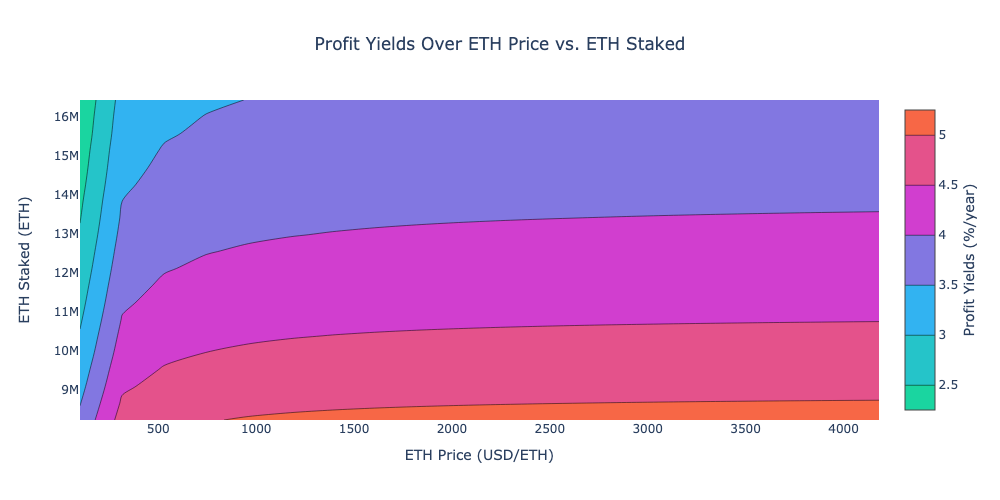 Profit Yields Over ETH Price vs. ETH Staked
16M
15M
14M
13M
12M
11M
10M
9M
ETH Staked (ETH)
500
1000
1500
2000
2500
3000
3500
4000
ETH Price (USD/ETH)
5
4.5
4
3.5
3
2.5
Profit Yields (%/year)